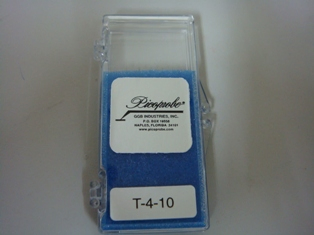 Picoprobe®
GGB INDUSTRIES, INC.
P.O. BOX 10958
NAPLES, FLORIDA 34101
www.picoprobe.com
T-4-10